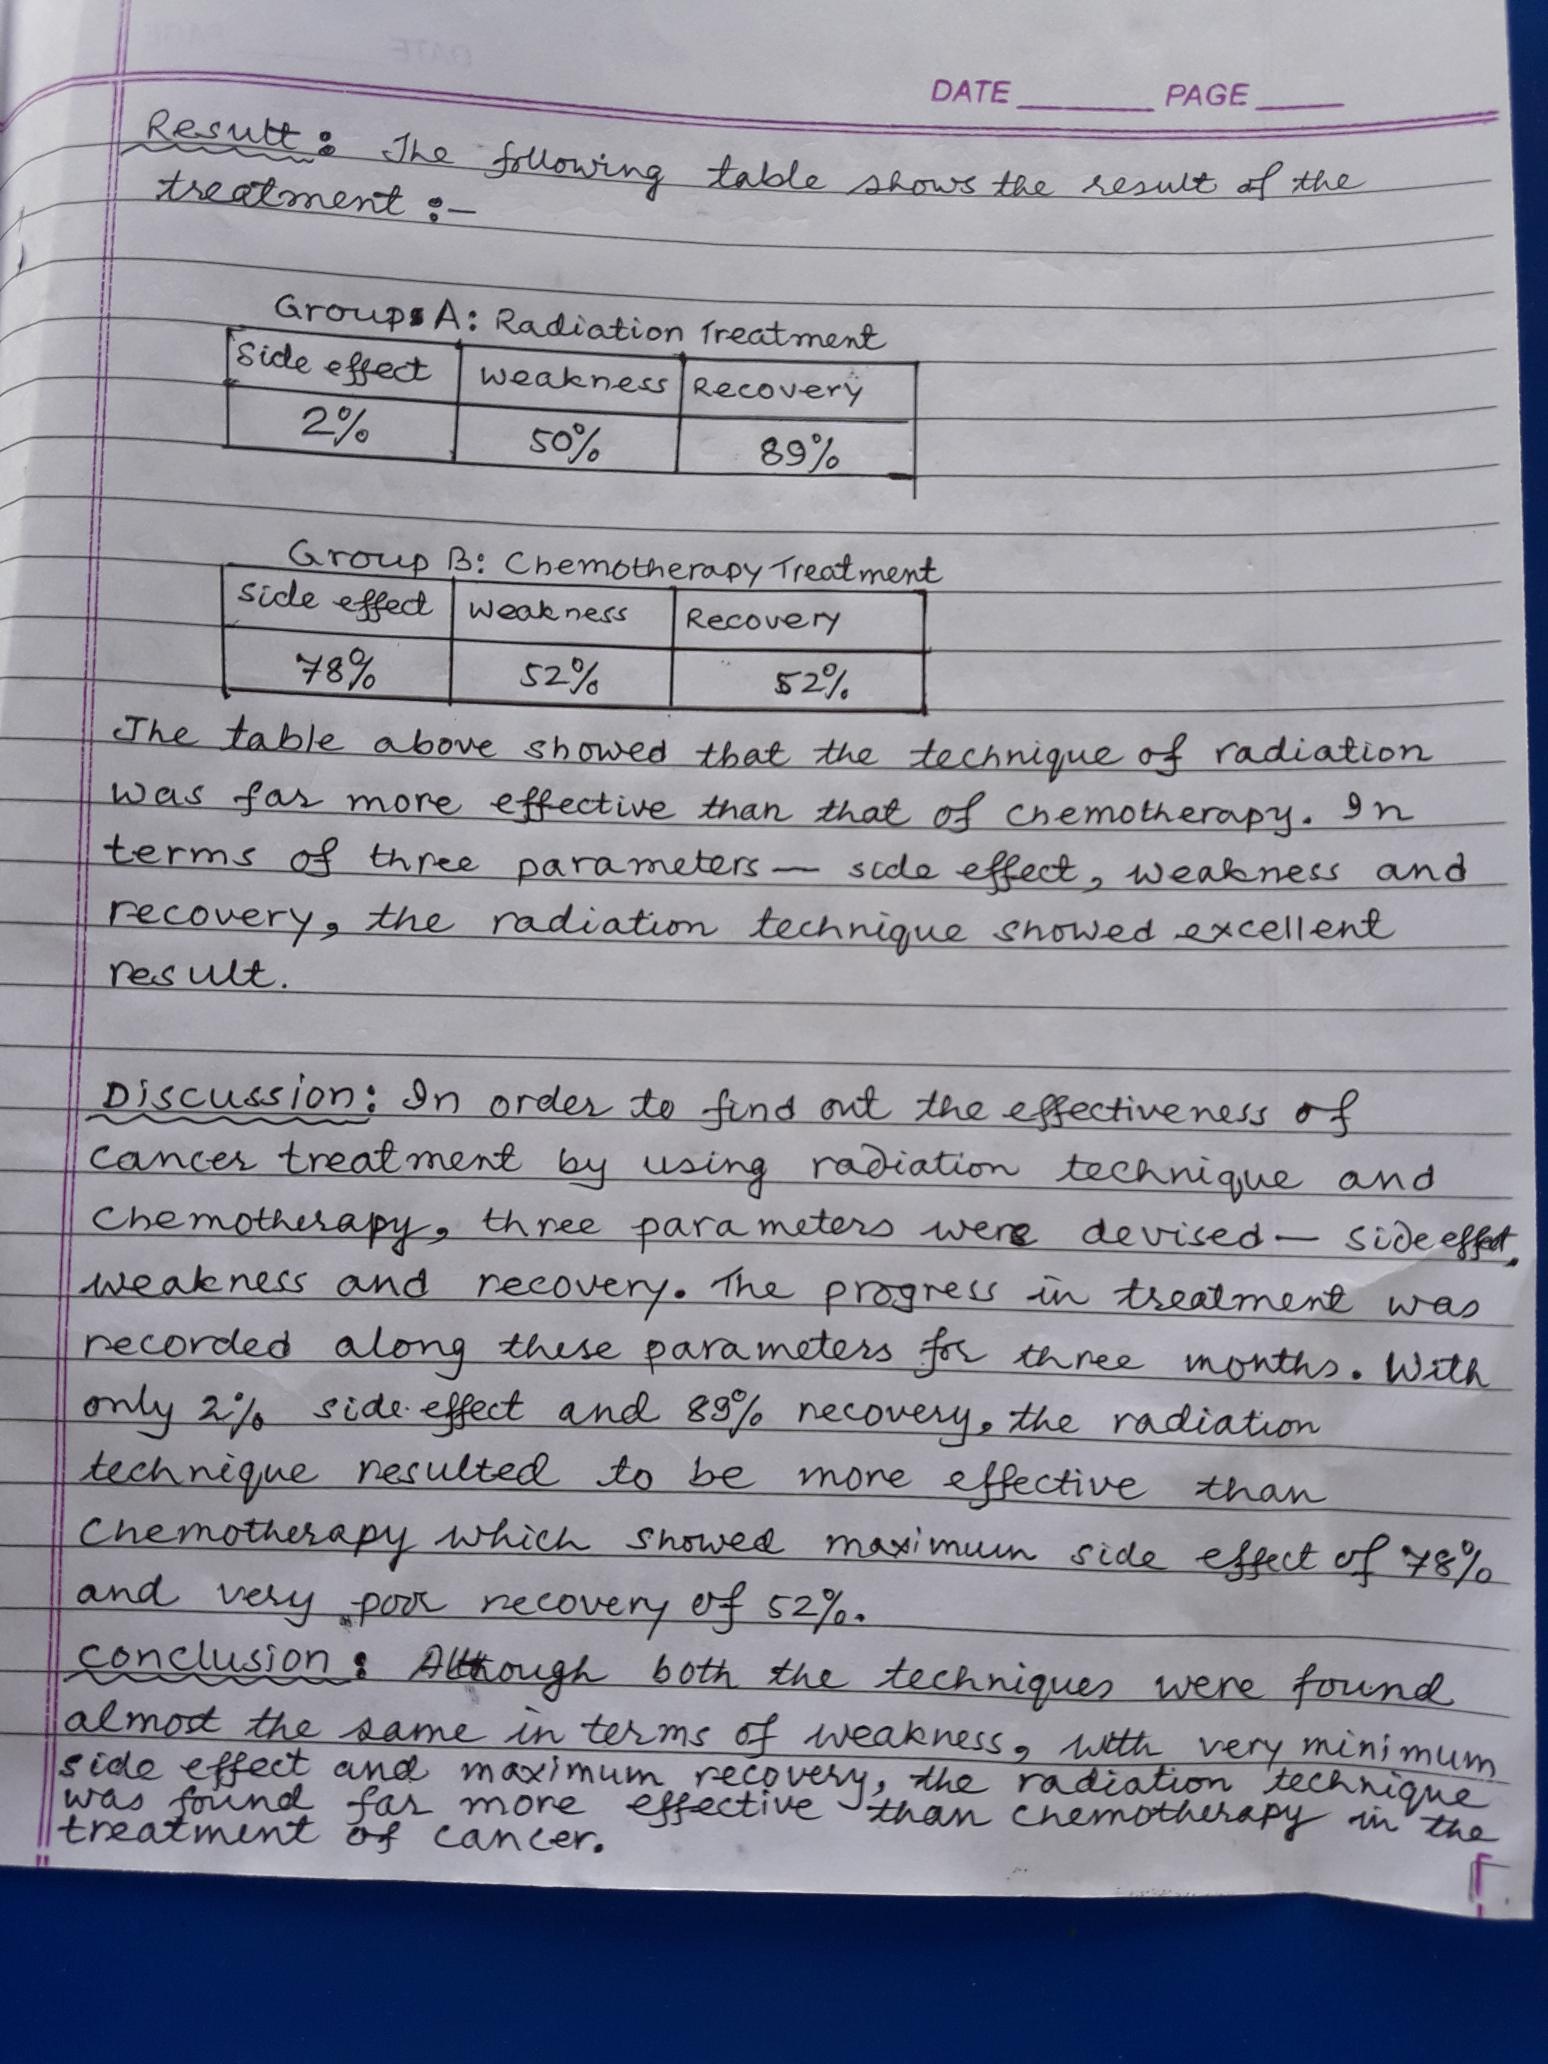 DATE ______ PAGE ____
Result : The following table shows the result of the
treatment :-
Groups A: Radiation Treatment
Side effect weakness Recovery
2% 50% 89%
Group B: Chemotherapy Treatment
Side effect Weakness Recovery
78% 52% 52%
The table above showed that the technique of radiation
was far more effective than that of chemotherapy. In
terms of three parameters — side effect, weakness and
recovery, the radiation technique showed excellent
result.
Discussion: In order to find out the effectiveness of
cancer treatment by using radiation technique and
chemotherapy, three parameters were devised — side effect,
weakness and recovery. The progress in treatment was
recorded along these parameters for three months. With
only 2% side effect and 89% recovery, the radiation
technique resulted to be more effective than
chemotherapy which showed maximum side effect of 78%
and very poor recovery of 52%.
Conclusion : Although both the techniques were found
almost the same in terms of weakness, with very minimum
side effect and maximum recovery, the radiation technique
was found far more effective than chemotherapy in the
treatment of cancer.